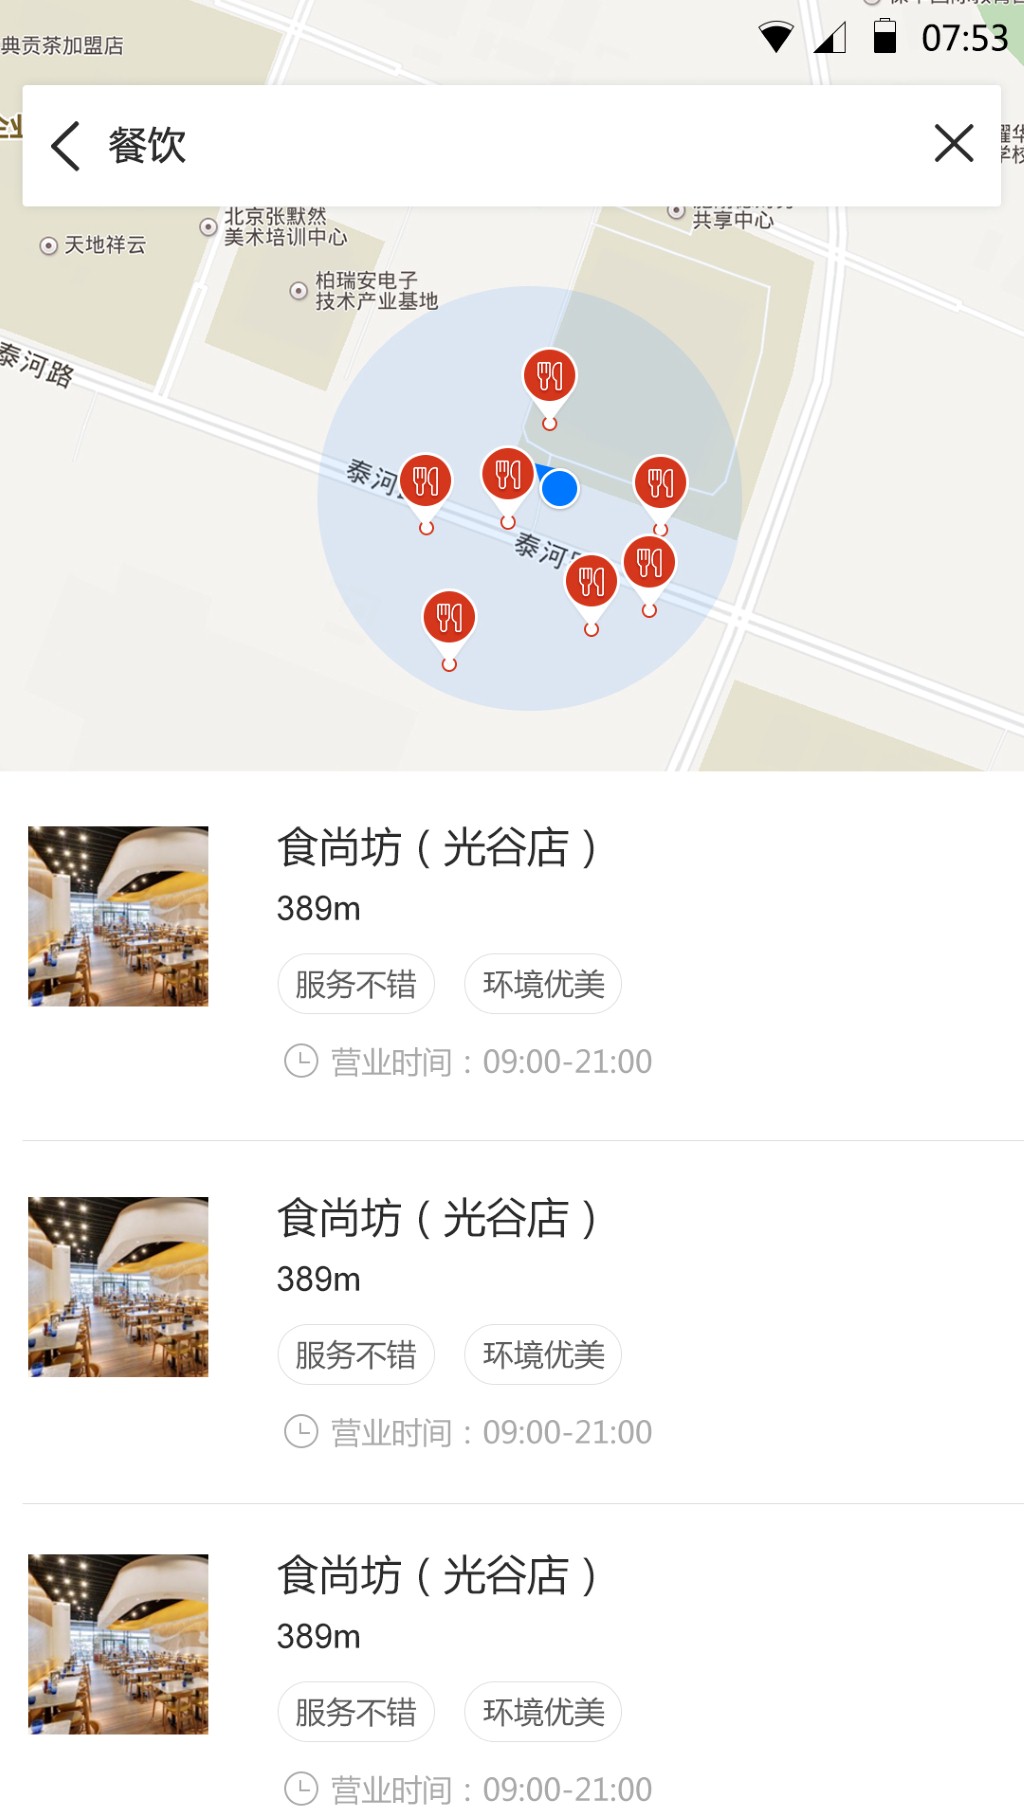 07:53
典贡茶加盟店
餐饮
北京张默然
美术培训中心
共享中心
天地祥云
柏瑞安电子
技术产业基地
泰河路
泰河
泰河
食尚坊（光谷店）
389m
服务不错 环境优美
营业时间：09:00-21:00
食尚坊（光谷店）
389m
服务不错 环境优美
营业时间：09:00-21:00
食尚坊（光谷店）
389m
服务不错 环境优美
营业时间：09:00-21:00